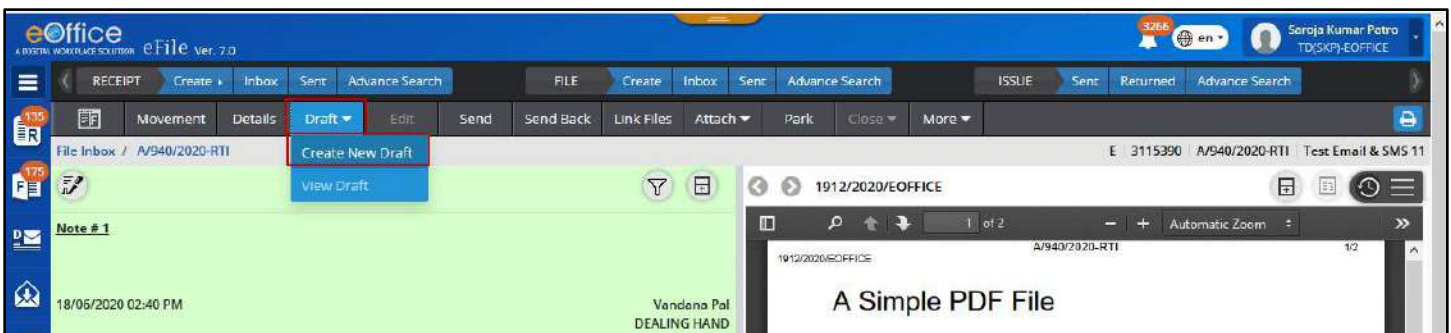 eOffice
A DIGITAL WORKPLACE SOLUTION eFile Ver. 7.0
3266
en
Saroja Kumar Patro
TD(SKP)-EOFFICE
RECEIPT Create Inbox Sent Advance Search FILE Create Inbox Sent Advance Search ISSUE Sent Returned Advance Search
135
R
Movement Details Draft Edit Send Send Back Link Files Attach Park Close More
File Inbox / A/940/2020-RTI
Create New Draft
View Draft
E 3115390 A/940/2020-RTI Test Email & SMS 11
175
F
1912/2020/EOFFICE
D
Note # 1
1 of 2
Automatic Zoom
A/940/2020-RTI
1/2
1912/2020/EOFFICE
A Simple PDF File
18/06/2020 02:40 PM
Vandana Pal
DEALING HAND